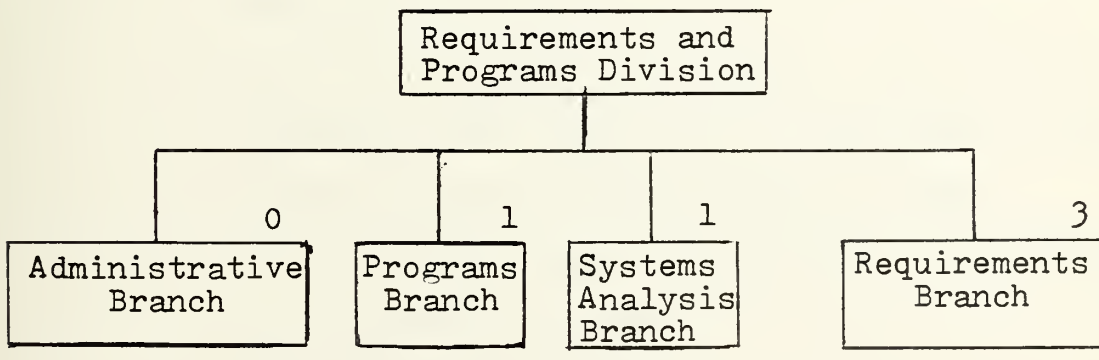 Requirements and
Programs Division
0
1
1
3
Administrative
Branch
Programs
Branch
Systems
Analysis
Branch
Requirements
Branch